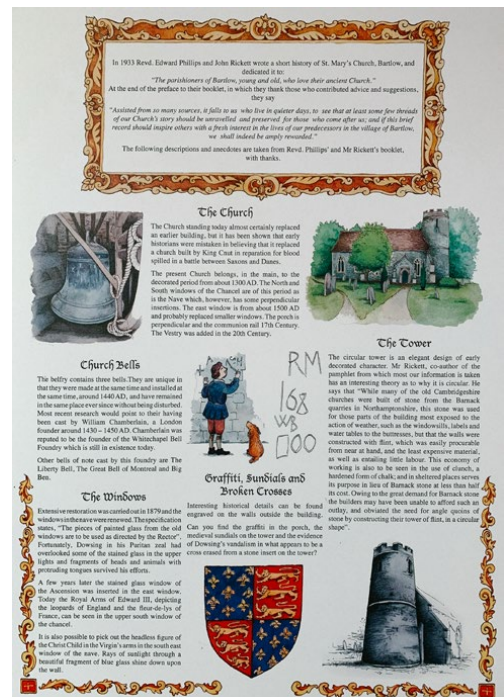 In 1933 Revd. Edward Phillips and John Rickett wrote a short history of St. Mary's Church, Bartlow, and
dedicated it to:
"The parishioners of Bartlow, young and old, who love their ancient Church."
At the end of the preface to their booklet, in which they think those who contributed advice and suggestions,
they say
"Assisted from so many sources, it falls to us who live in quieter days, to see that at least some few threads
of our Church's story should be unravelled and preserved for those who come after us; and if this brief
record should inspire others with a fresh interest in the lives of our predecessors in the village of Bartlow,
we shall indeed be amply rewarded."
The following descriptions and anecdotes are taken from Revd. Phillips' and Mr Rickett's booklet,
with thanks.
The Church
The Church standing today almost certainly replaced
an earlier building, but it has been shown that early
historians were mistaken in believing that it replaced
a church built by King Cnut in reparation for blood
spilled in a battle between Saxons and Danes.
The present Church belongs, in the main, to the
decorated period from about 1300 AD. The North and
South windows of the Chancel are of this period as
is the Nave which, however, has some perpendicular
insertions. The east window is from about 1500 AD
and probably replaced smaller windows. The porch is
perpendicular and the communion rail 17th Century.
The Vestry was added in the 20th Century.
Church Bells
The belfry contains three bells. They are unique in
that they were made at the same time and installed at
the same time, around 1440 AD, and have remained
in the same place ever since without being disturbed.
Most recent research would point to their having
been cast by William Chamberlain, a London
founder around 1430 - 1450 AD. Chamberlain was
reputed to be the founder of the Whitechapel Bell
Foundry which is still in existence today.
Other bells of note cast by this foundry are The
Liberty Bell, The Great Bell of Montreal and Big
Ben.
The Windows
Extensive restoration was carried out in 1879 and the
windows in the nave were renewed. The specification
states, "The pieces of painted glass from the old
windows are to be used as directed by the Rector".
Fortunately, Dowsing in his Puritan zeal had
overlooked some of the stained glass in the upper
lights and fragments of heads and animals with
protruding tongues survived his efforts.
A few years later the stained glass window of
the Ascension was inserted in the east window.
Today the Royal Arms of Edward III, depicting
the leopards of England and the fleur-de-lys of
France, can be seen in the upper south window of
the chancel.
It is also possible to pick out the headless figure of
the Christ Child in the Virgin's arms in the south east
window of the nave. Rays of sunlight through a
beautiful fragment of blue glass shine down upon
the wall.
RM
168
WB
00
Graffiti, Sundials and
Broken Crosses
Interesting historical details can be found
engraved on the walls outside the building.
Can you find the graffiti in the porch, the
medieval sundials on the tower and the evidence
of Dowsing's vandalism in what appears to be a
cross erased from a stone insert on the tower?
The Tower
The circular tower is an elegant design of early
decorated character. Mr Rickett, co-author of the
pamphlet from which most our information is taken
has an interesting theory as to why it is circular. He
says that "While many of the old Cambridgeshire
churches were built of stone from the Barnack
quarries in Northamptonshire, this stone was used
for those parts of the building most exposed to the
action of weather, such as the windowsills, labels and
water tables to the buttresses, but that the walls were
constructed with flint, which was easily procurable
from near at hand, and the least expensive material,
as well as entailing little labour. This economy of
working is also to be seen in the use of clunch, a
hardened form of chalk; and in sheltered places serves
its purpose in lieu of Barnack stone at less than half
its cost. Owing to the great demand for Barnack stone
the builders may have been unable to afford such an
outlay, and obviated the need for angle quoins of
stone by constructing their tower of flint, in a circular
shape".